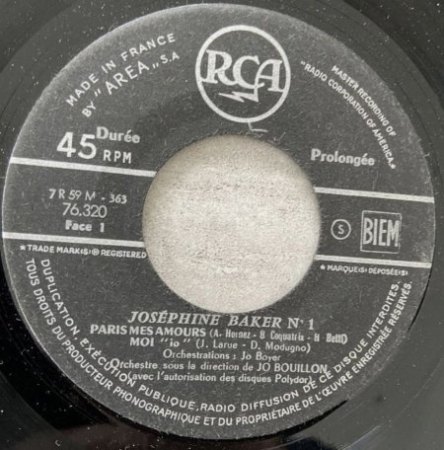 RCA
MADE IN FRANCE
BY "AREA„ S.A
MASTER RECORDING OF
"RADIO CORPORATION OF AMERICA„
45 RPM
Durée
Prolongée
7 R 59 M - 363
76.320
Face 1
S
BIEM
★ TRADE MARK(S) ® REGISTERED
★ MARQUE(S) DÉPOSÉE(S)
JOSÉPHINE BAKER N° 1
PARIS MES AMOURS (A. Hornez - B Coquatrix - H Betti)
MOI "io" (J. Larue - D. Modugno)
Orchestrations : Jo Boyer
Orchestre sous la direction de JO BOUILLON
(avec l'autorisation des disques Polydor)
DUPLICATION EXÉCUTION PUBLIQUE, RADIO DIFFUSION DE CE DISQUE INTERDITES.
TOUS DROITS DU PRODUCTEUR PHONOGRAPHIQUE ET DU PROPRIÉTAIRE DE L'ŒUVRE ENREGISTRÉE RÉSERVÉS.